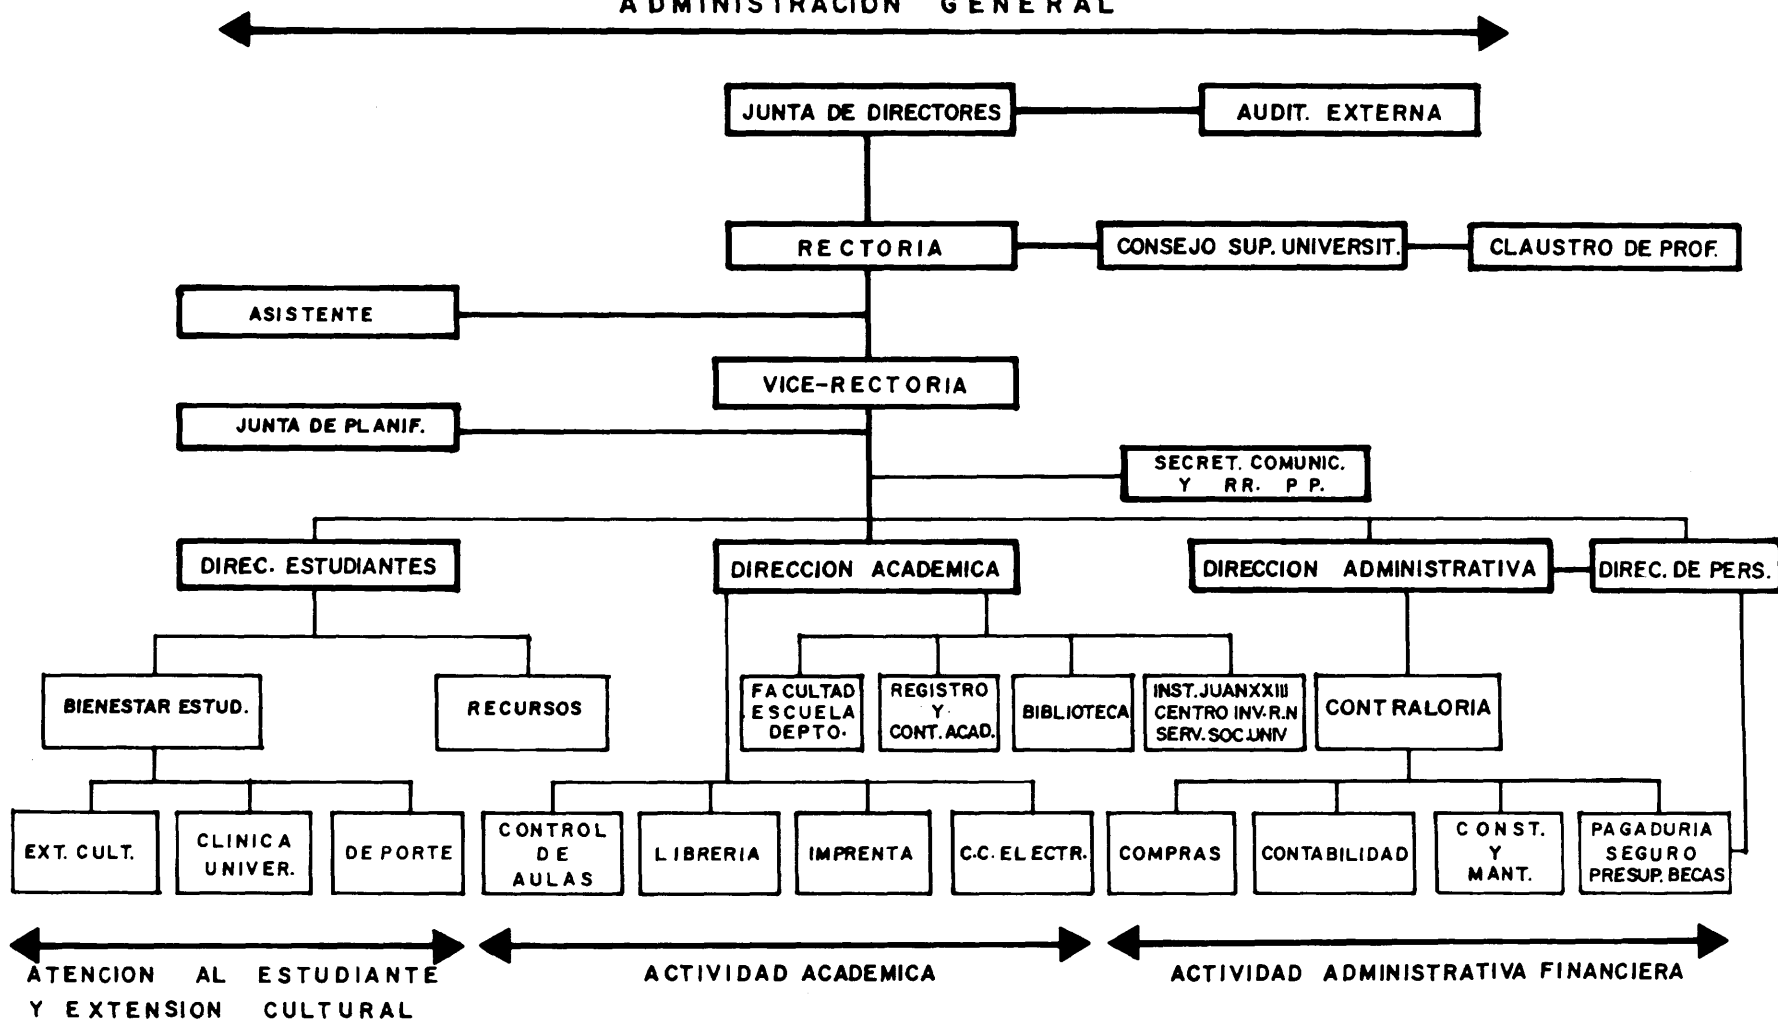 ADMINISTRACION GENERAL
JUNTA DE DIRECTORES
AUDIT. EXTERNA
RECTORIA
CONSEJO SUP. UNIVERSIT.
CLAUSTRO DE PROF.
ASISTENTE
VICE-RECTORIA
JUNTA DE PLANIF.
SECRET. COMUNIC.
Y RR. PP.
DIREC. ESTUDIANTES
DIRECCION ACADEMICA
DIRECCION ADMINISTRATIVA
DIREC. DE PERS.
BIENESTAR ESTUD.
RECURSOS
FACULTAD
ESCUELA
DEPTO.
REGISTRO
Y
CONT. ACAD.
BIBLIOTECA
INST. JUAN XXIII
CENTRO INV. R.N
SERV. SOC. UNIV
CONTRALORIA
EXT. CULT.
CLINICA
UNIVER.
DEPORTE
CONTROL
DE
AULAS
LIBRERIA
IMPRENTA
C.C. ELECTR.
COMPRAS
CONTABILIDAD
CONST.
Y
MANT.
PAGADURIA
SEGURO
PRESUP. BECAS
ATENCION AL ESTUDIANTE
Y EXTENSION CULTURAL
ACTIVIDAD ACADEMICA
ACTIVIDAD ADMINISTRATIVA FINANCIERA